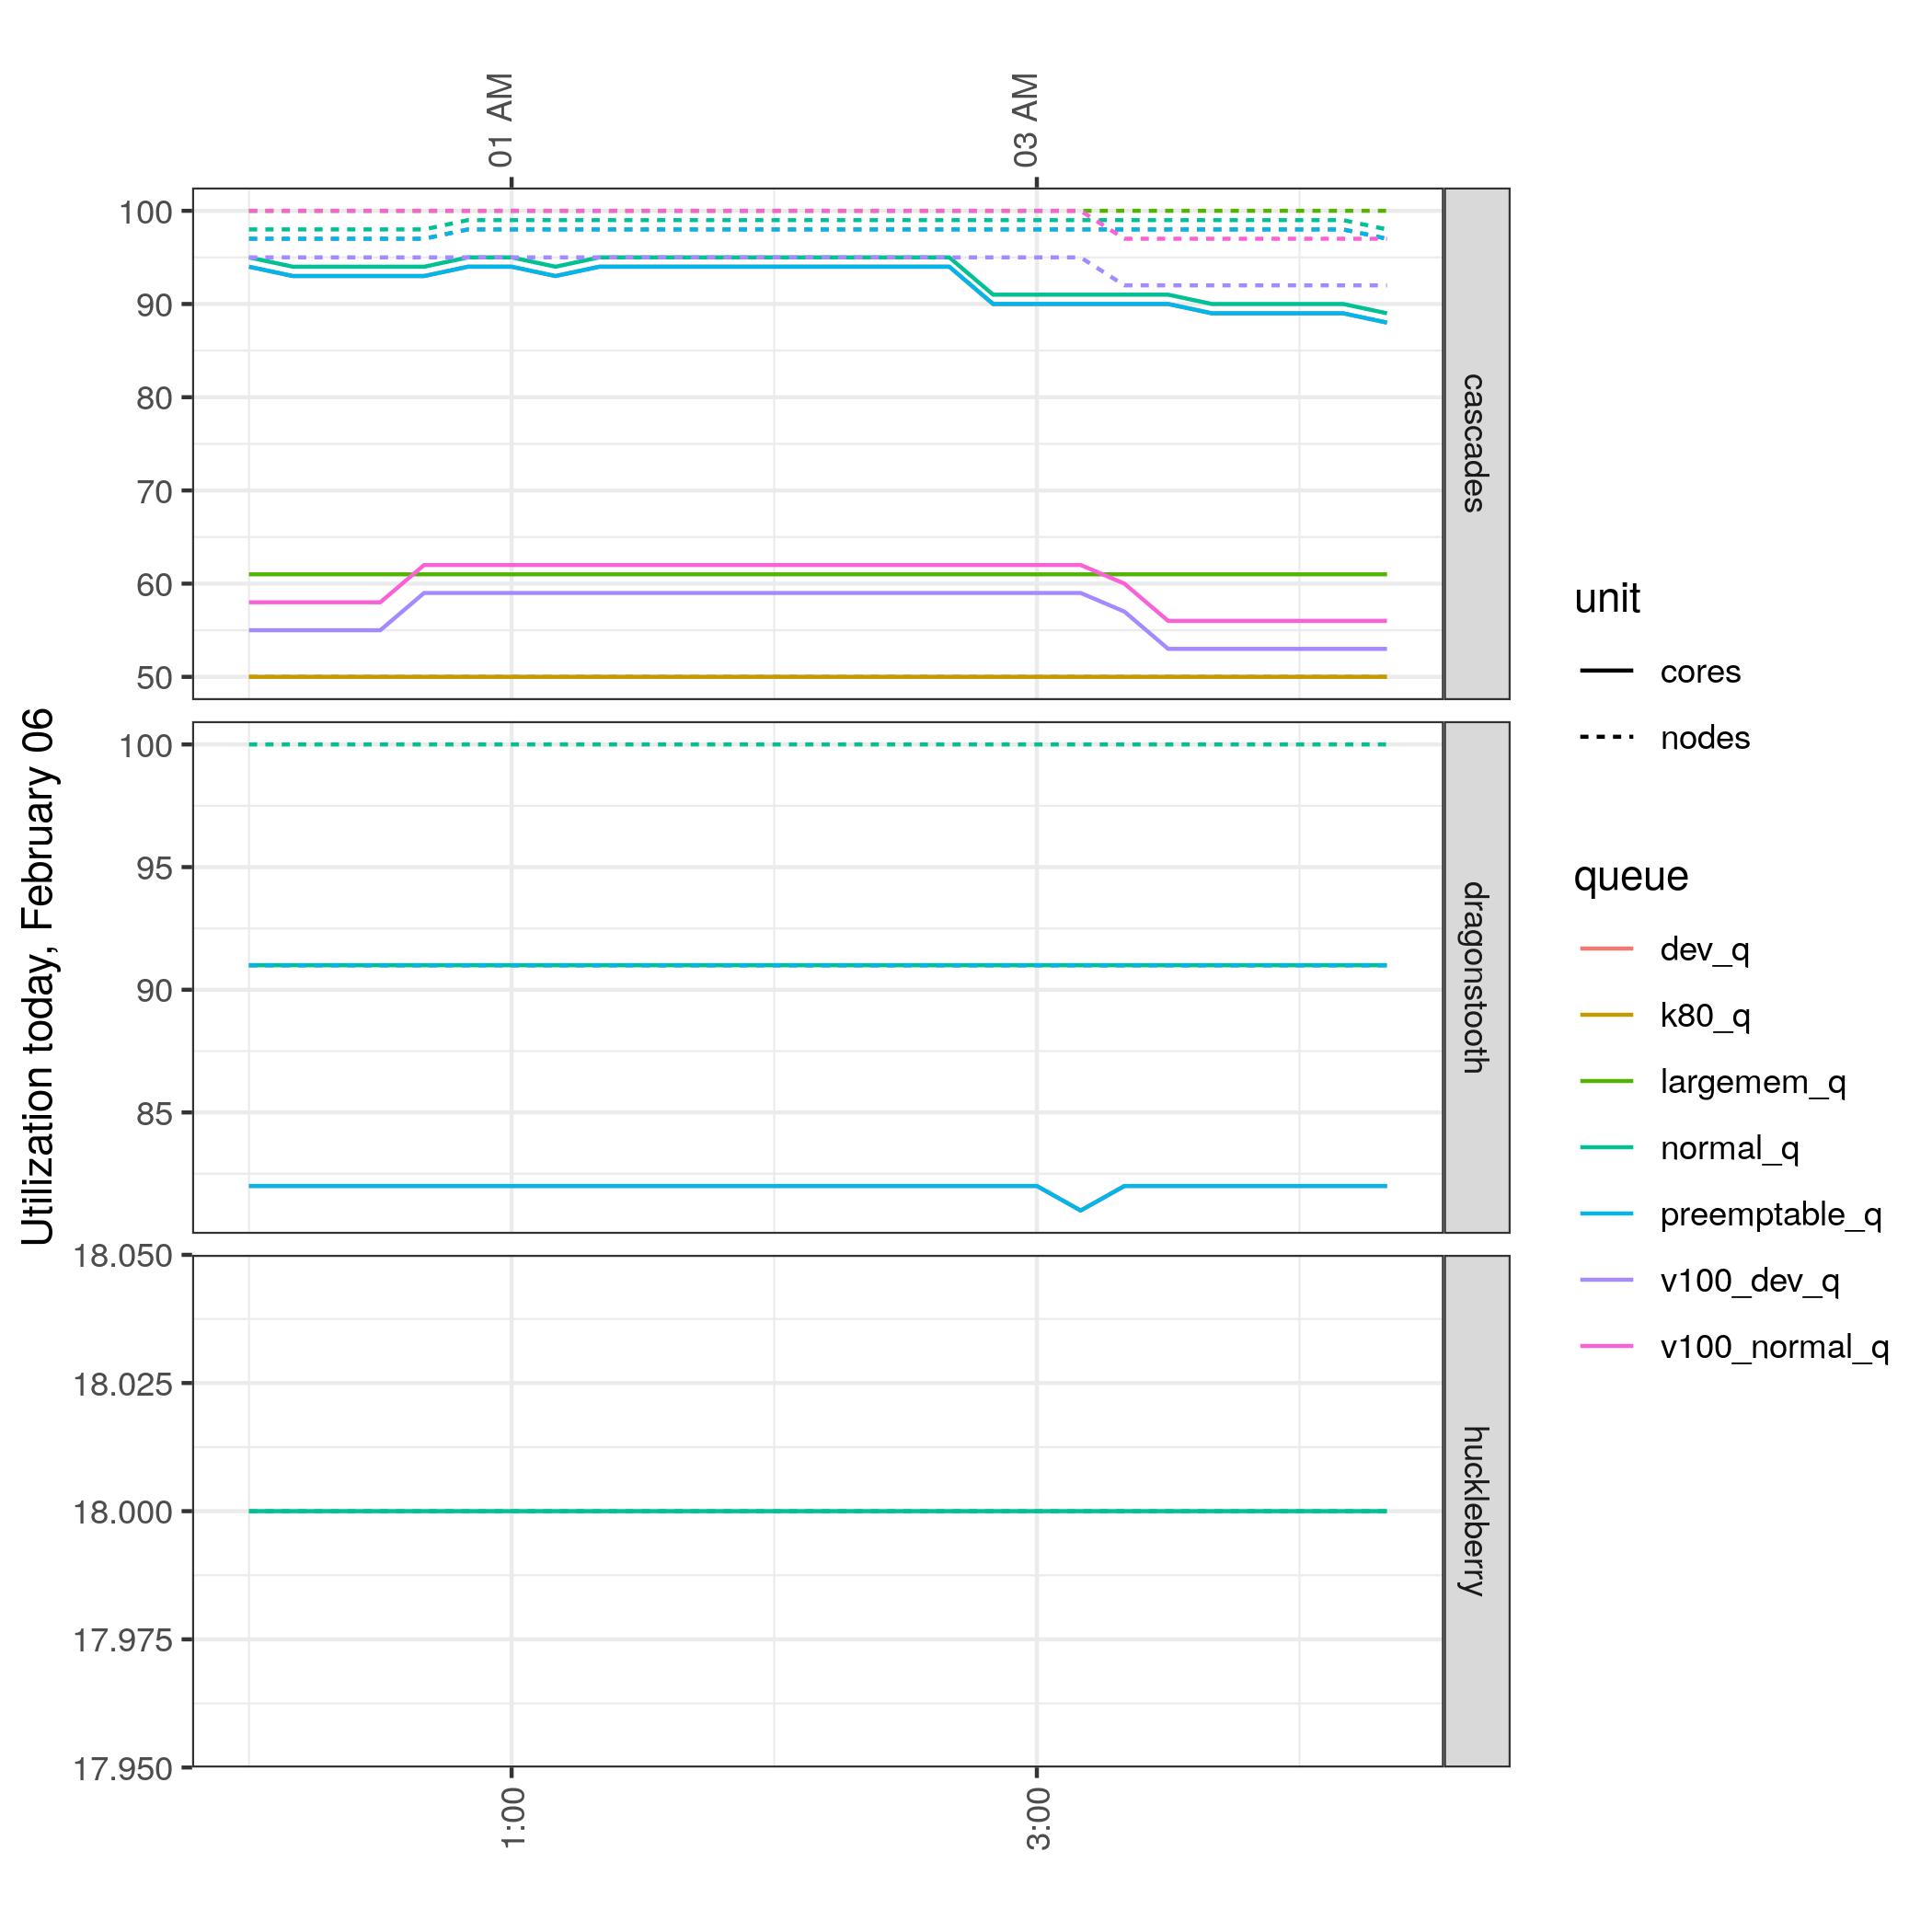 01 AM
03 AM
Utilization today, February 06
100
90
80
70
60
50
cascades
100
95
90
85
dragonstooth
18.050
18.025
18.000
17.975
17.950
huckleberry
1:00
3:00
unit
cores
nodes
queue
dev_q
k80_q
largemem_q
normal_q
preemptable_q
v100_dev_q
v100_normal_q